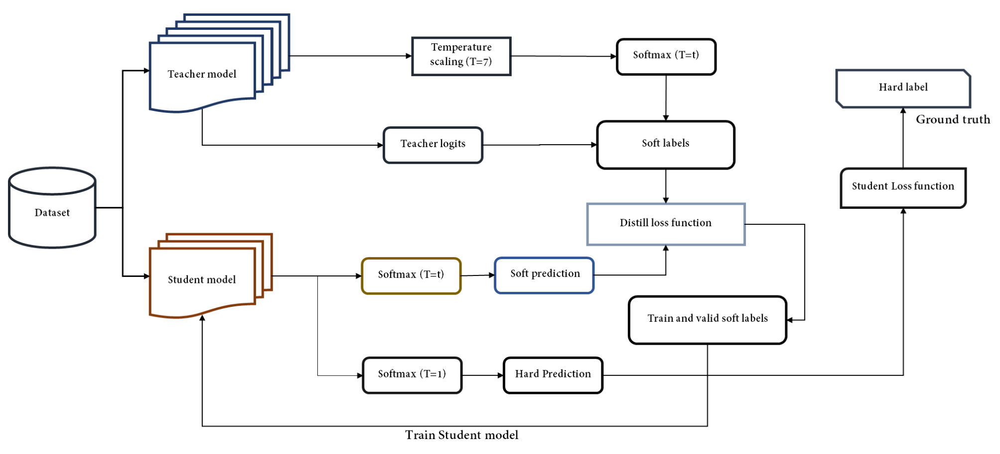 Temperature
scaling (T=7)
Softmax (T=t)
Teacher model
Hard label
Ground truth
Teacher logits
Soft labels
Student Loss function
Dataset
Distill loss function
Student model
Softmax (T=t)
Soft prediction
Train and valid soft labels
Softmax (T=1)
Hard Prediction
Train Student model